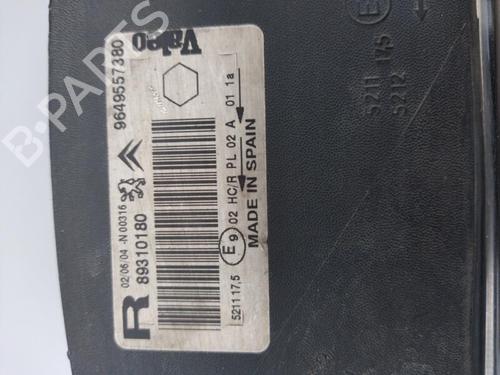 Valeo
9649557380
02/06/04 -N 00316
89310180
R
E 9 02 HC/R PL 02 A 01 1a
MADE IN SPAIN
5211 17,5
E
5211 17,5
5212
B-PARTS